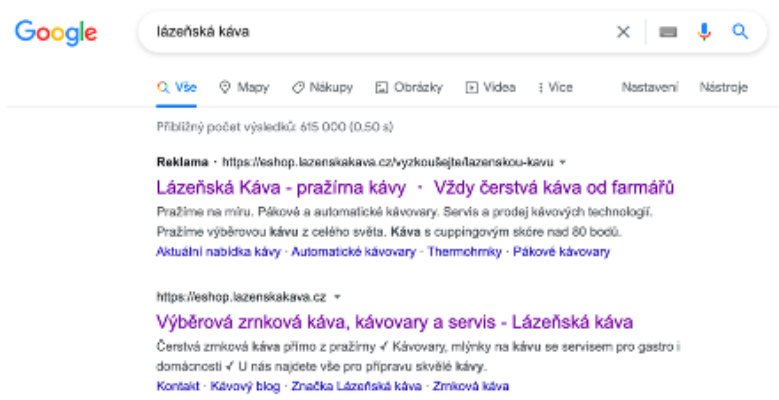 Google
lázeňská káva
Vše Mapy Nákupy Obrázky Videa Více Nastavení Nástroje
Přibližný počet výsledků: 615 000 (0,50 s)
Reklama · https://eshop.lazenskakava.cz/vyzkoušejte/lazenskou-kavu
Lázeňská Káva - pražírna kávy · Vždy čerstvá káva od farmářů
Pražíme na míru. Pákové a automatické kávovary. Servis a prodej kávových technologií.
Pražíme výběrovou kávu z celého světa. Káva s cuppingovým skóre nad 80 bodů.
Aktuální nabídka kávy · Automatické kávovary · Thermohrnky · Pákové kávovary
https://eshop.lazenskakava.cz
Výběrová zrnková káva, kávovary a servis - Lázeňská káva
Čerstvá zrnková káva přímo z pražírny ✓ Kávovary, mlýnky na kávu se servisem pro gastro i
domácnosti ✓ U nás najdete vše pro přípravu skvělé kávy.
Kontakt · Kávový blog · Značka Lázeňská káva · Zrnková káva